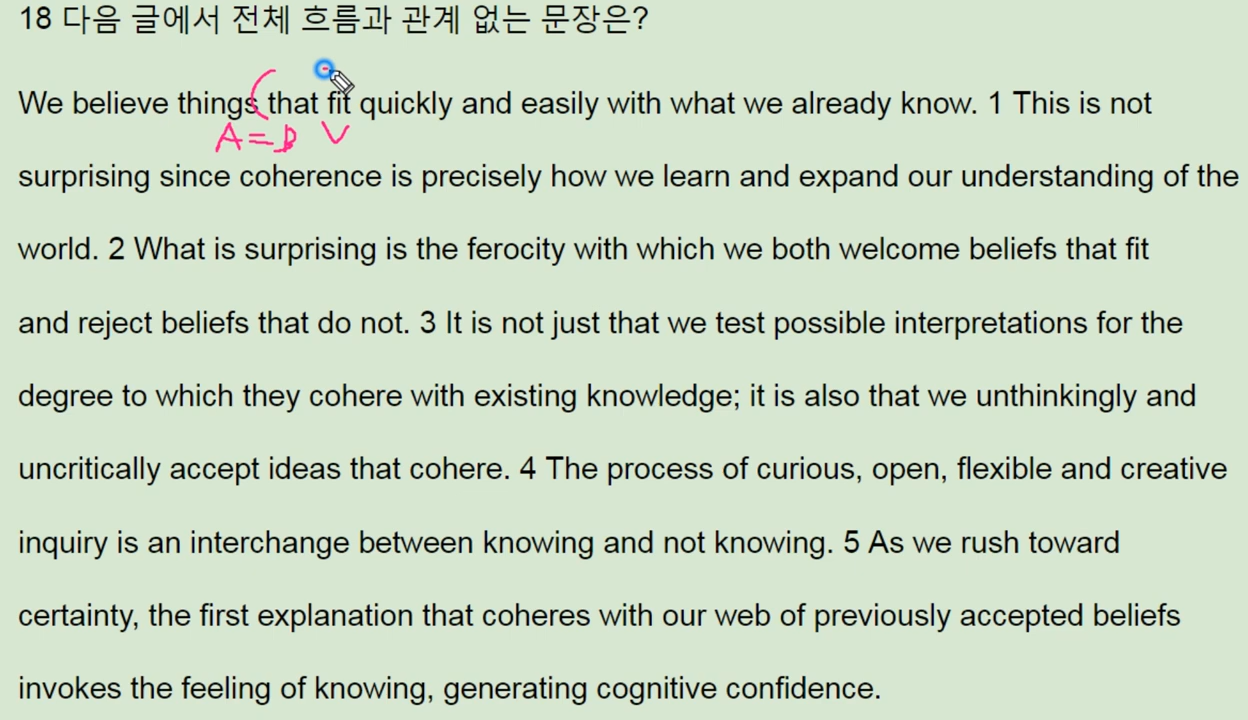 18 다음 글에서 전체 흐름과 관계 없는 문장은?
We believe things that fit quickly and easily with what we already know. 1 This is not
A = B V
surprising since coherence is precisely how we learn and expand our understanding of the
world. 2 What is surprising is the ferocity with which we both welcome beliefs that fit
and reject beliefs that do not. 3 It is not just that we test possible interpretations for the
degree to which they cohere with existing knowledge; it is also that we unthinkingly and
uncritically accept ideas that cohere. 4 The process of curious, open, flexible and creative
inquiry is an interchange between knowing and not knowing. 5 As we rush toward
certainty, the first explanation that coheres with our web of previously accepted beliefs
invokes the feeling of knowing, generating cognitive confidence.